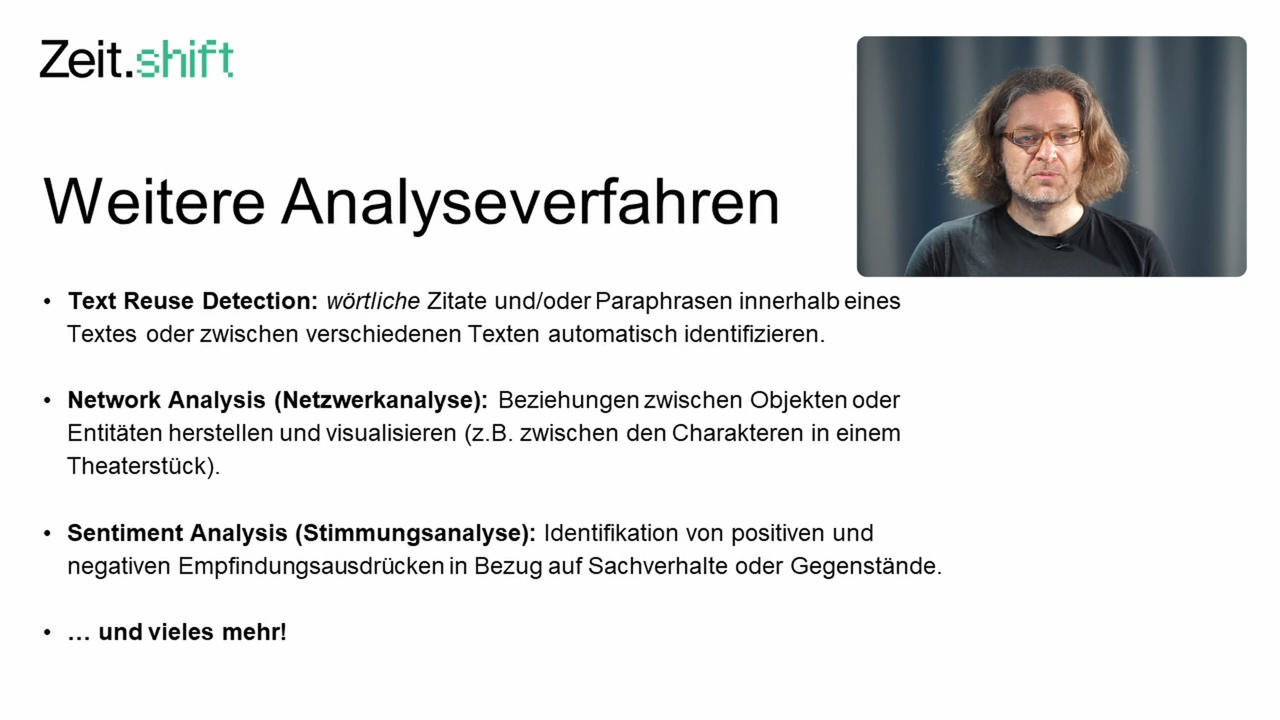 Zeit.shift
Weitere Analyseverfahren
• Text Reuse Detection: wörtliche Zitate und/oder Paraphrasen innerhalb eines
Textes oder zwischen verschiedenen Texten automatisch identifizieren.
• Network Analysis (Netzwerkanalyse): Beziehungen zwischen Objekten oder
Entitäten herstellen und visualisieren (z.B. zwischen den Charakteren in einem
Theaterstück).
• Sentiment Analysis (Stimmungsanalyse): Identifikation von positiven und
negativen Empfindungsausdrücken in Bezug auf Sachverhalte oder Gegenstände.
• … und vieles mehr!